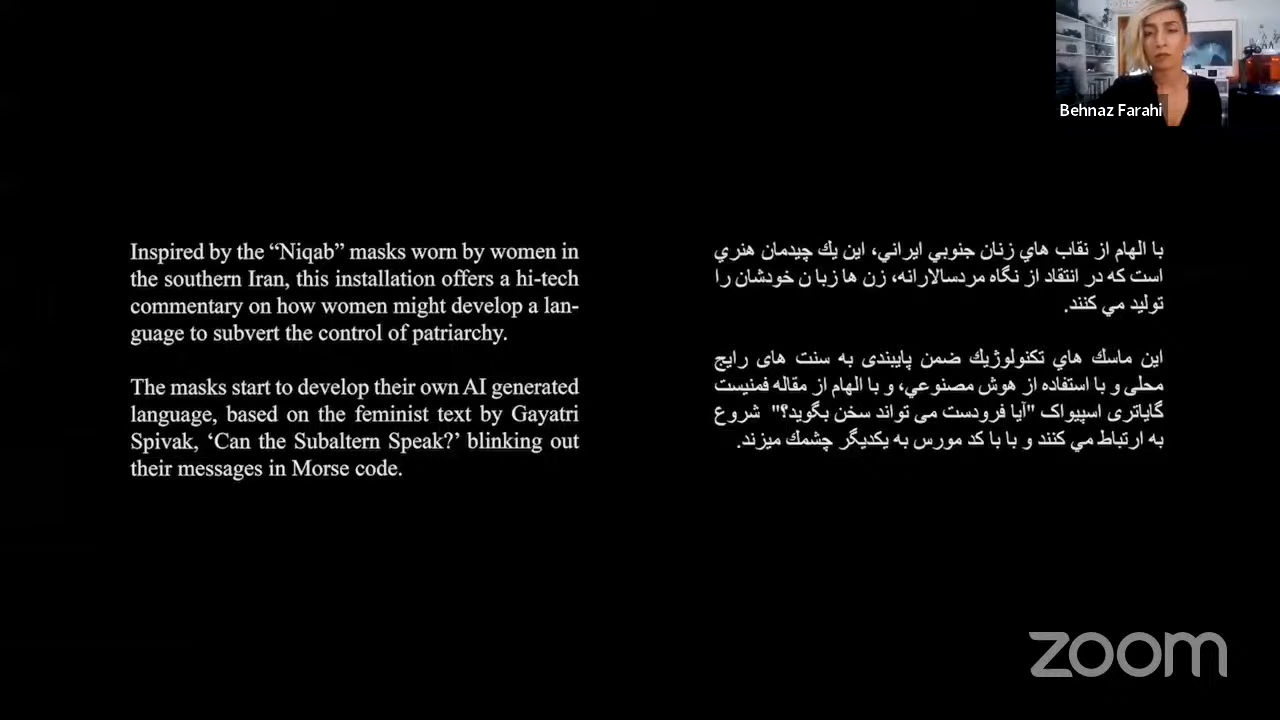 Behnaz Farahi
Inspired by the “Niqab” masks worn by women in
the southern Iran, this installation offers a hi-tech
commentary on how women might develop a lan-
guage to subvert the control of patriarchy.
The masks start to develop their own AI generated
language, based on the feminist text by Gayatri
Spivak, ‘Can the Subaltern Speak?’ blinking out
their messages in Morse code.
با الهام از نقاب هاي زنان جنوبي ايراني، اين يك چيدمان هنري
است كه در انتقاد از نگاه مردسالارانه، زن ها زبا ن خودشان را
توليد مي كنند.
اين ماسك هاي تكنولوژيك ضمن پایبندی به سنت های رایج
محلی و با استفاده از هوش مصنوعي، و با الهام از مقاله فمنيست
گاياتری اسپيواک "آیا فرودست می تواند سخن بگوید؟" شروع
به ارتباط مي كنند و با با كد مورس به يكديگر چشمك ميزند.
zoom